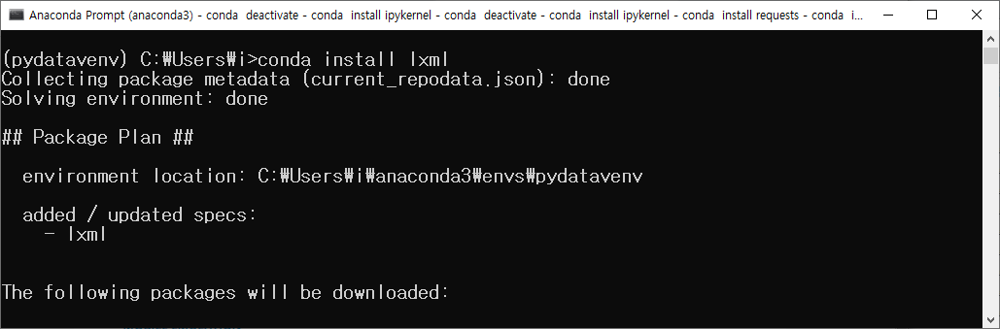 Anaconda Prompt (anaconda3) - conda  deactivate - conda  install ipykernel - conda  deactivate - conda  install ipykernel - conda  install requests - conda  i...
(pydatavenv) C:₩Users₩i>conda install lxml
Collecting package metadata (current_repodata.json): done
Solving environment: done
## Package Plan ##
environment location: C:₩Users₩i₩anaconda3₩envs₩pydatavenv
added / updated specs:
- lxml
The following packages will be downloaded: